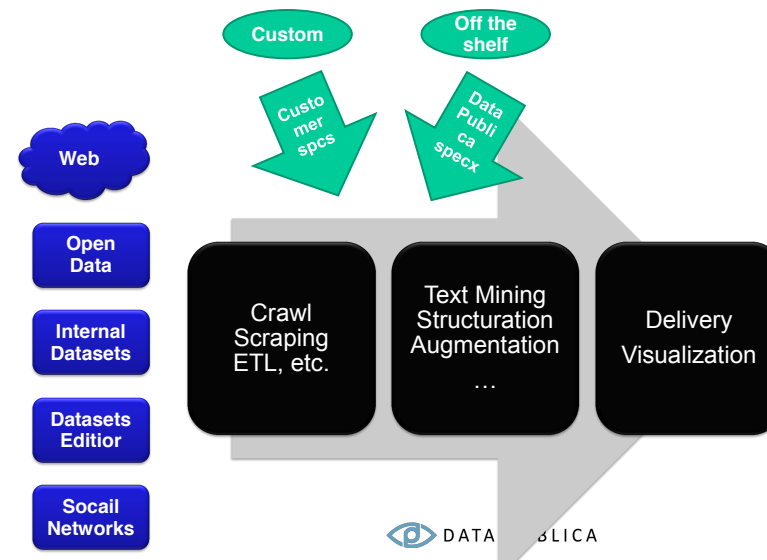 Custom
Off the
shelf
Custo
mer
spcs
Data
Publi
ca
specx
Web
Open
Data
Internal
Datasets
Datasets
Editior
Socail
Networks
Crawl
Scraping
ETL, etc.
Text Mining
Structuration
Augmentation
…
Delivery
Visualization
DATA BLICA